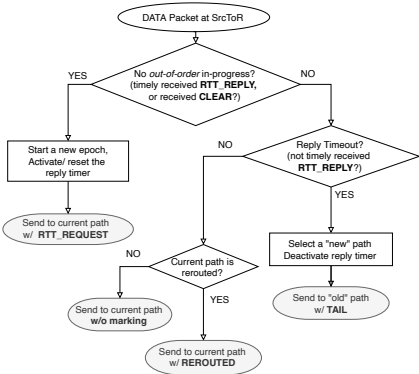 DATA Packet at SrcToR
No out-of-order in-progress?
(timely received RTT_REPLY,
or received CLEAR?)
YES
NO
Start a new epoch,
Activate/ reset the
reply timer
NO
Reply Timeout?
(not timely received
RTT_REPLY?)
YES
Send to current path
w/ RTT_REQUEST
Select a "new" path
Deactivate reply timer
NO
Current path is
rerouted?
YES
Send to current path
w/o marking
Send to "old" path
w/ TAIL
Send to current path
w/ REROUTED